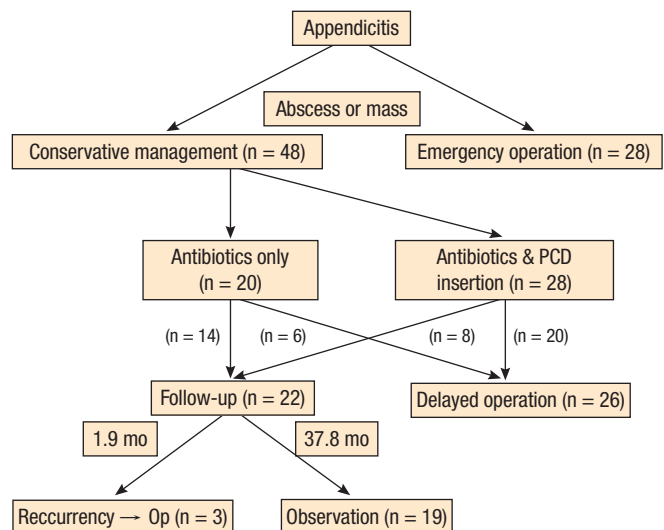 Appendicitis
Abscess or mass
Conservative management (n = 48)
Emergency operation (n = 28)
Antibiotics only
(n = 20)
Antibiotics & PCD
insertion (n = 28)
(n = 14)
(n = 6)
(n = 8)
(n = 20)
Follow-up (n = 22)
Delayed operation (n = 26)
1.9 mo
37.8 mo
Reccurrency → Op (n = 3)
Observation (n = 19)